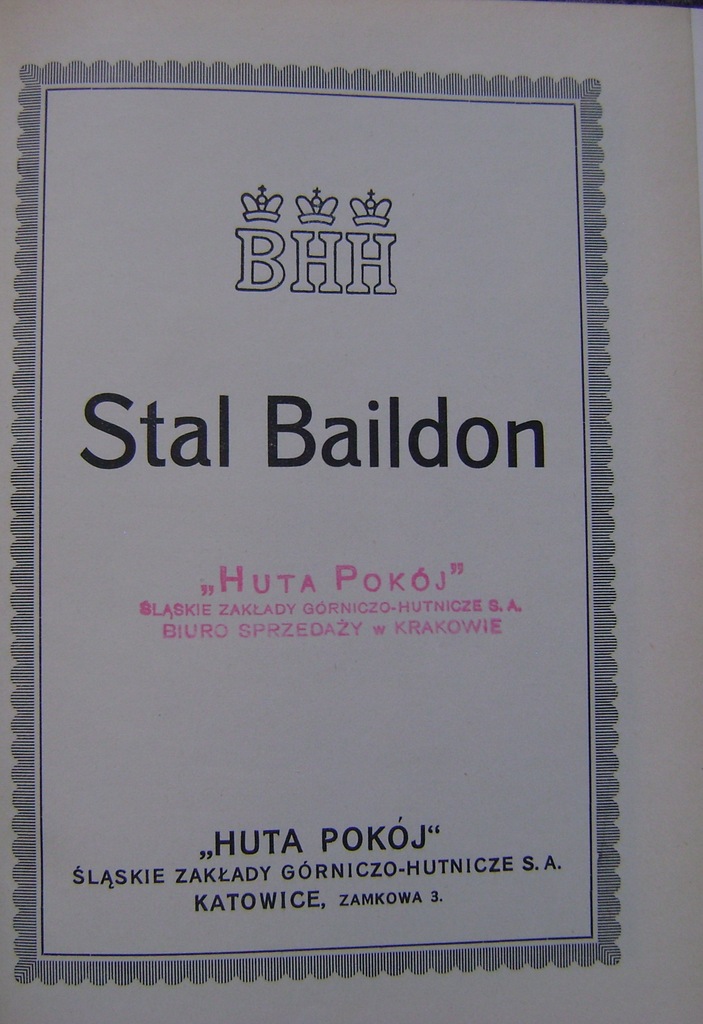 BHH
Stal Baildon
„HUTA POKÓJ”
ŚLĄSKIE ZAKŁADY GÓRNICZO-HUTNICZE S. A.
BIURO SPRZEDAŻY w KRAKOWIE
„HUTA POKÓJ“
ŚLĄSKIE ZAKŁADY GÓRNICZO-HUTNICZE S. A.
KATOWICE, ZAMKOWA 3.